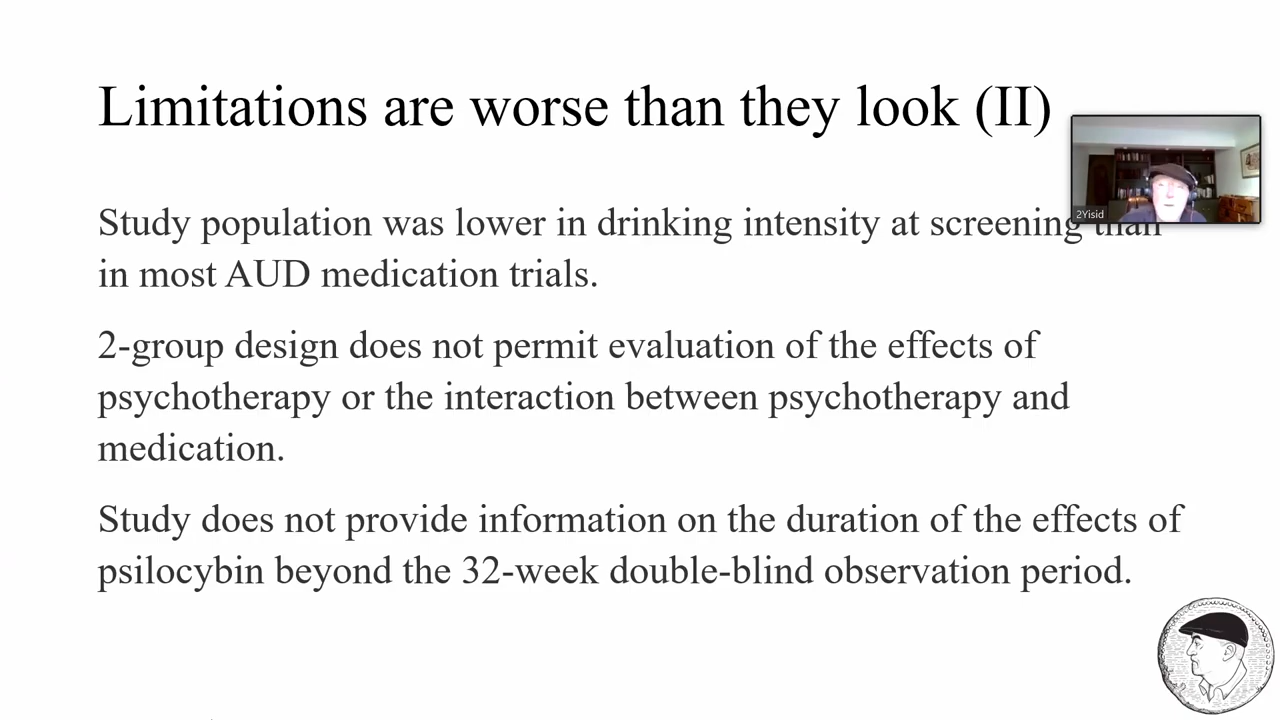 Limitations are worse than they look (II)
2Yisid
Study population was lower in drinking intensity at screening than
in most AUD medication trials.
2-group design does not permit evaluation of the effects of
psychotherapy or the interaction between psychotherapy and
medication.
Study does not provide information on the duration of the effects of
psilocybin beyond the 32-week double-blind observation period.